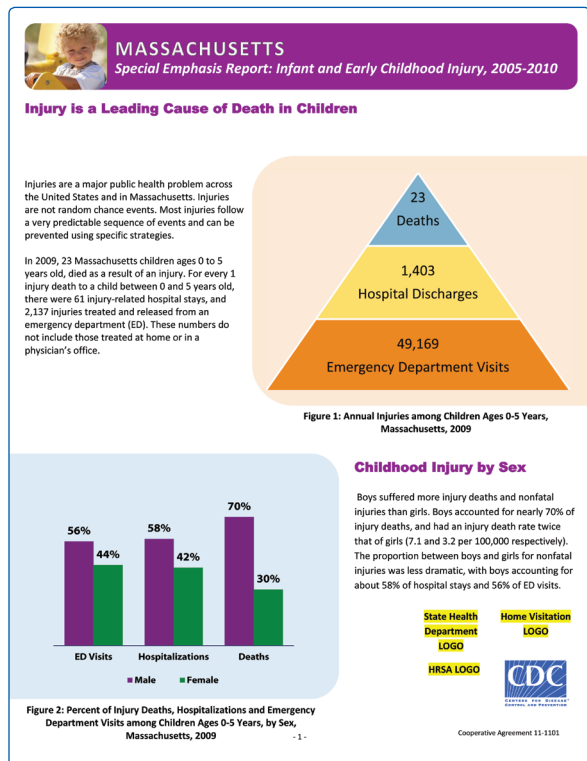 MASSACHUSETTS
Special Emphasis Report: Infant and Early Childhood Injury, 2005-2010
Injury is a Leading Cause of Death in Children
Injuries are a major public health problem across
the United States and in Massachusetts. Injuries
are not random chance events. Most injuries follow
a very predictable sequence of events and can be
prevented using specific strategies.
In 2009, 23 Massachusetts children ages 0 to 5
years old, died as a result of an injury. For every 1
injury death to a child between 0 and 5 years old,
there were 61 injury-related hospital stays, and
2,137 injuries treated and released from an
emergency department (ED). These numbers do
not include those treated at home or in a
physician's office.
23
Deaths
1,403
Hospital Discharges
49,169
Emergency Department Visits
Figure 1: Annual Injuries among Children Ages 0-5 Years,
Massachusetts, 2009
70%
56%
58%
44%
42%
30%
ED Visits Hospitalizations Deaths
Male Female
Figure 2: Percent of Injury Deaths, Hospitalizations and Emergency
Department Visits among Children Ages 0-5 Years, by Sex,
Massachusetts, 2009
Childhood Injury by Sex
Boys suffered more injury deaths and nonfatal
injuries than girls. Boys accounted for nearly 70% of
injury deaths, and had an injury death rate twice
that of girls (7.1 and 3.2 per 100,000 respectively).
The proportion between boys and girls for nonfatal
injuries was less dramatic, with boys accounting for
about 58% of hospital stays and 56% of ED visits.
State Health
Department
LOGO
Home Visitation
LOGO
HRSA LOGO
CDC
CENTERS FOR DISEASE
CONTROL AND PREVENTION
- 1 -
Cooperative Agreement 11-1101